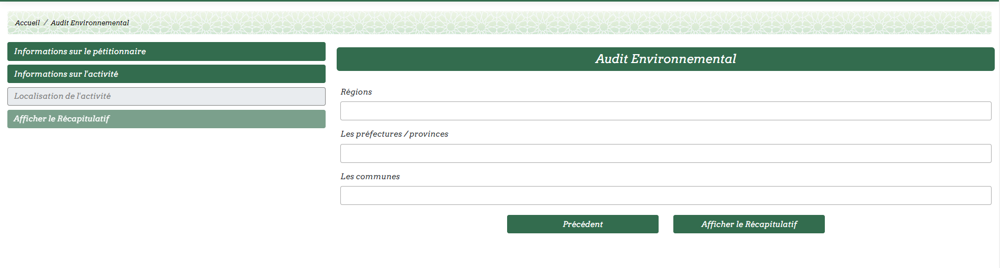 Accueil / Audit Environnemental
Informations sur le pétitionnaire
Informations sur l'activité
Localisation de l'activité
Afficher le Récapitulatif
Audit Environnemental
Régions
Les préfectures / provinces
Les communes
Précédent
Afficher le Récapitulatif